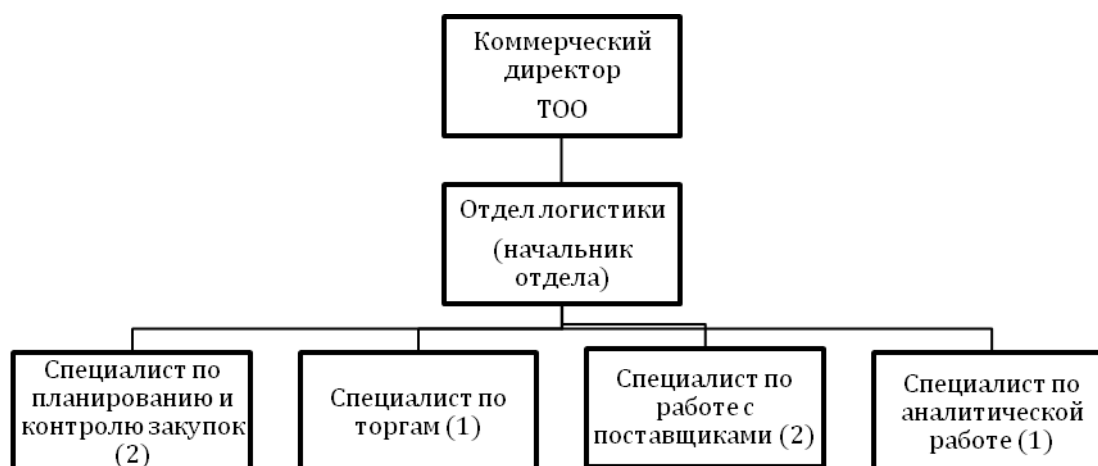 Коммерческий
директор
ТОО
Отдел логистики
(начальник
отдела)
Специалист по
планированию и
контролю закупок
(2)
Специалист по
торгам (1)
Специалист по
работе с
поставщиками (2)
Специалист по
аналитической
работе (1)